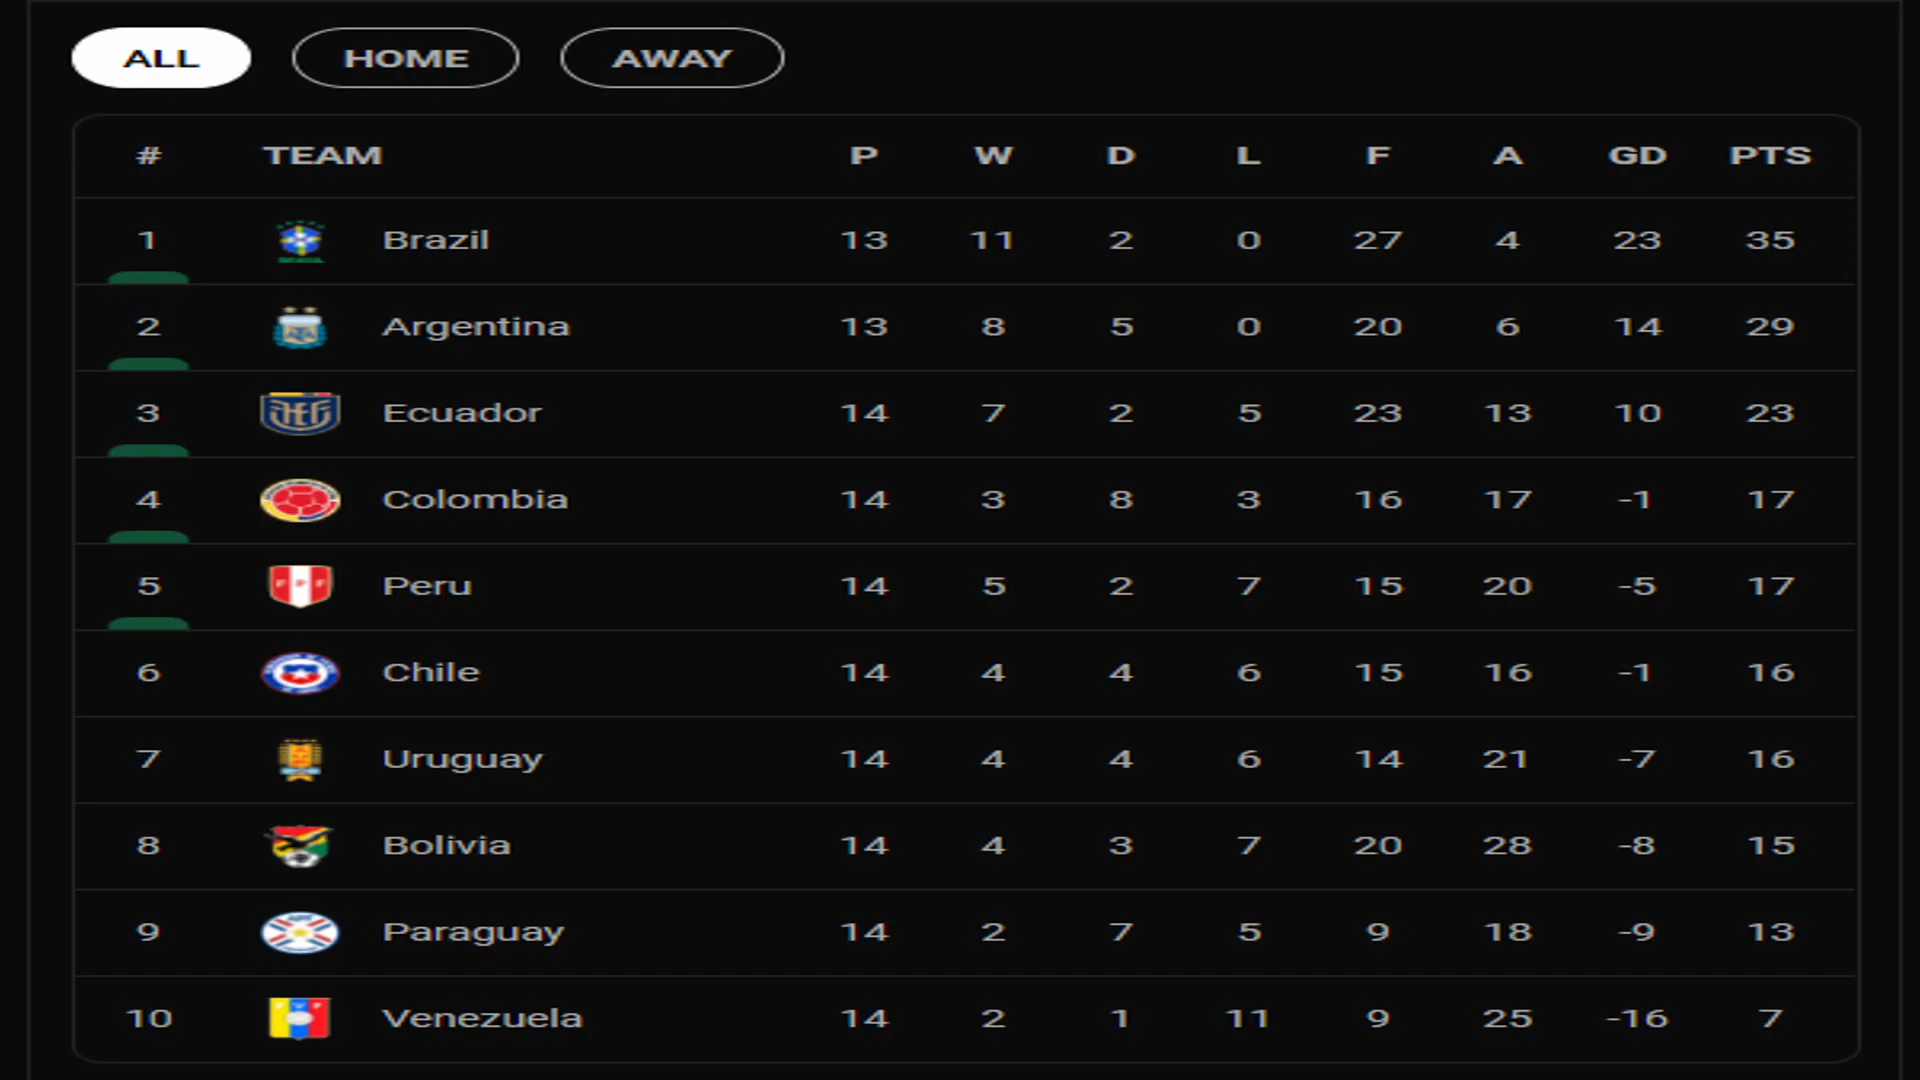 ALL HOME AWAY
# TEAM P W D L F A GD PTS
1 Brazil 13 11 2 0 27 4 23 35
2 Argentina 13 8 5 0 20 6 14 29
3 Ecuador 14 7 2 5 23 13 10 23
4 Colombia 14 3 8 3 16 17 -1 17
5 Peru 14 5 2 7 15 20 -5 17
6 Chile 14 4 4 6 15 16 -1 16
7 Uruguay 14 4 4 6 14 21 -7 16
8 Bolivia 14 4 3 7 20 28 -8 15
9 Paraguay 14 2 7 5 9 18 -9 13
10 Venezuela 14 2 1 11 9 25 -16 7